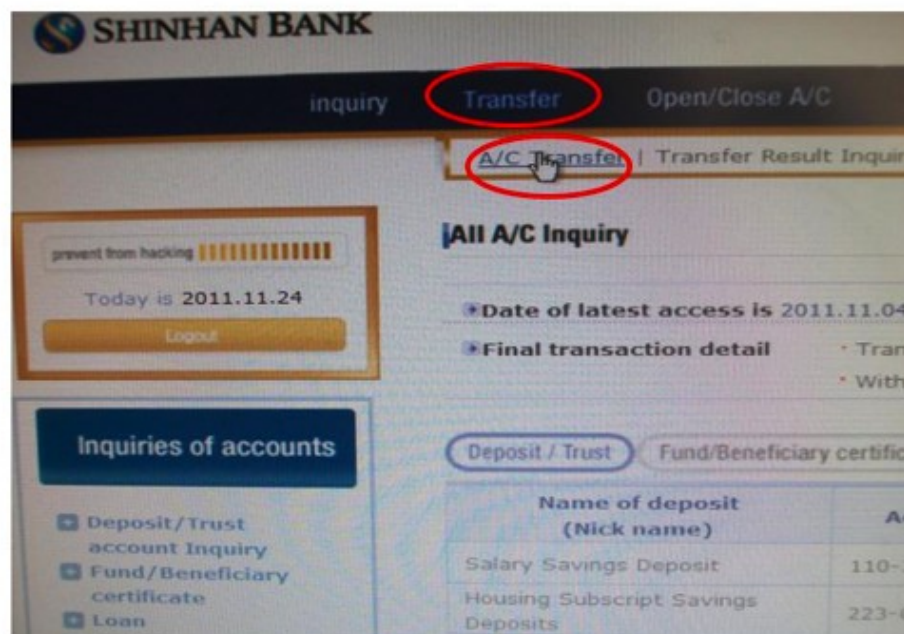 SHINHAN BANK
inquiry Transfer Open/Close A/C
A/C Transfer | Transfer Result Inquir
prevent from hacking
Today is 2011.11.24
Logout
All A/C Inquiry
Date of latest access is 2011.11.04
Final transaction detail
· Tran
· With
Inquiries of accounts
Deposit/Trust
account Inquiry
Fund/Beneficiary
certificate
Loan
Deposit / Trust Fund/Beneficiary certific
Name of deposit
(Nick name)
A
Salary Savings Deposit 110-
Housing Subscript Savings
Deposits
223-